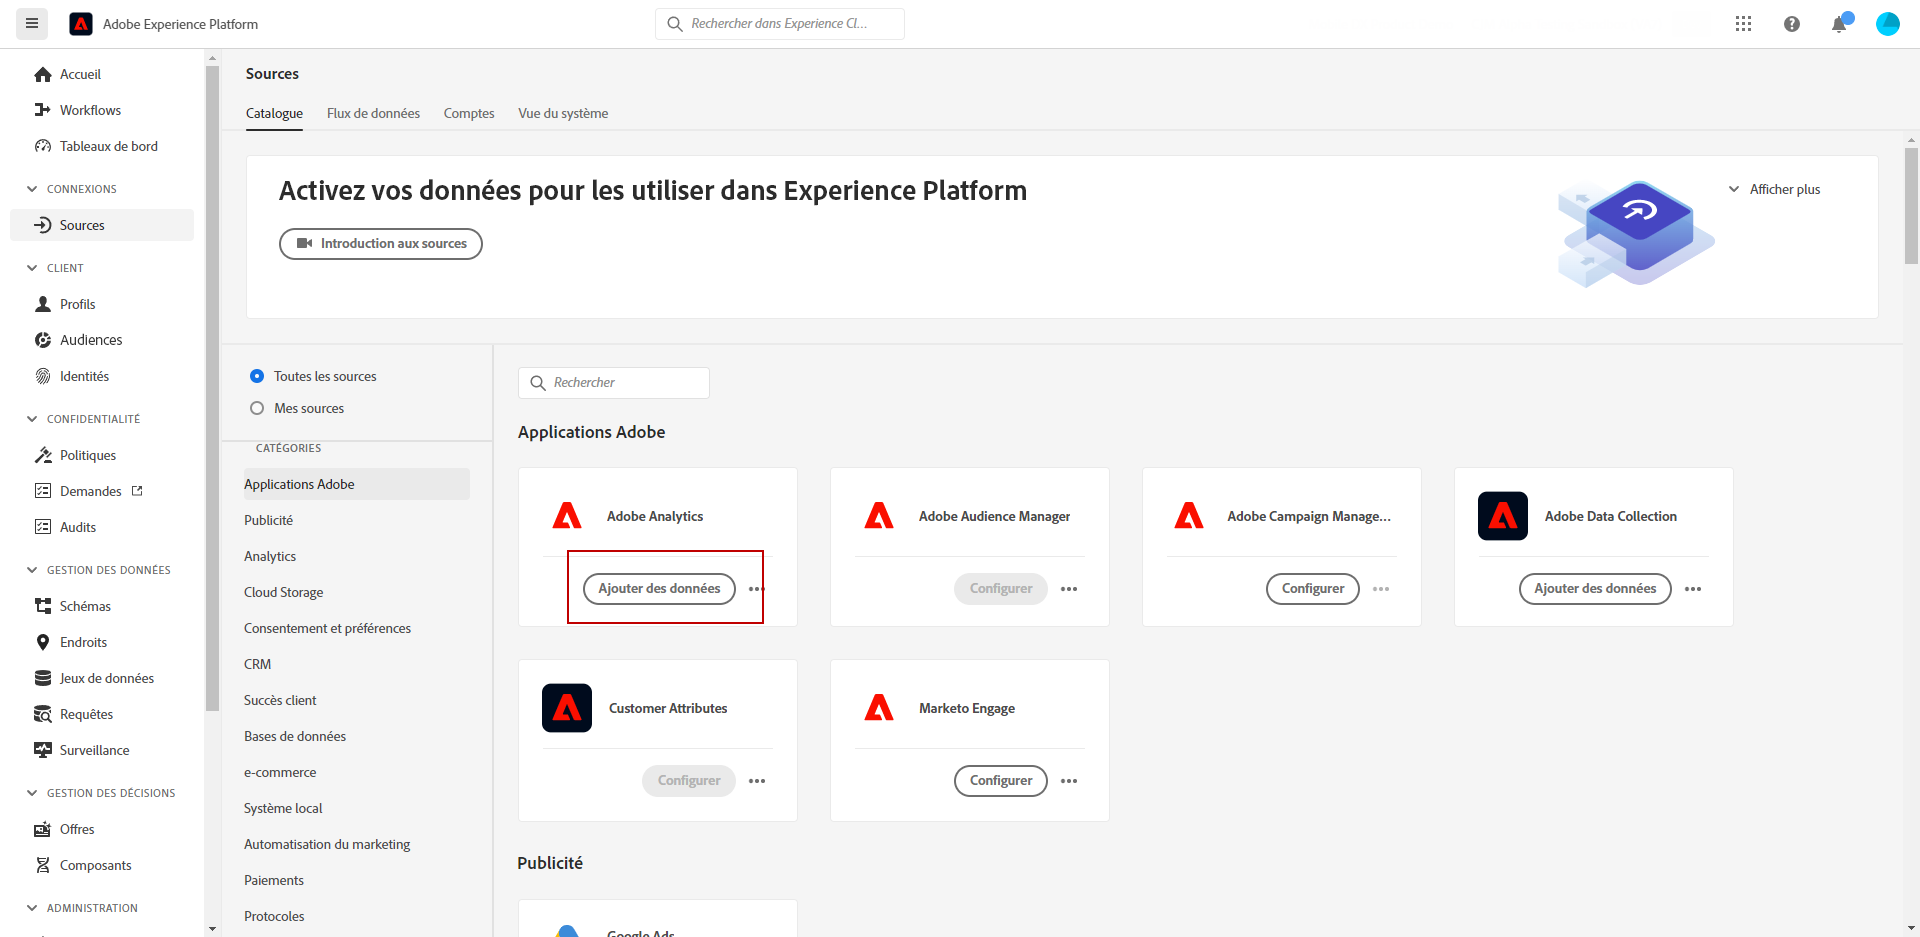 Adobe Experience Platform
Rechercher dans Experience Cl...
Accueil
Workflows
Tableaux de bord
CONNEXIONS
Sources
CLIENT
Profils
Audiences
Identités
CONFIDENTIALITÉ
Politiques
Demandes
Audits
GESTION DES DONNÉES
Schémas
Endroits
Jeux de données
Requêtes
Surveillance
GESTION DES DÉCISIONS
Offres
Composants
ADMINISTRATION
Sources
Catalogue Flux de données Comptes Vue du système
Activez vos données pour les utiliser dans Experience Platform
Introduction aux sources
Afficher plus
Toutes les sources
Mes sources
CATÉGORIES
Applications Adobe
Publicité
Analytics
Cloud Storage
Consentement et préférences
CRM
Succès client
Bases de données
e-commerce
Système local
Automatisation du marketing
Paiements
Protocoles
Rechercher
Applications Adobe
Adobe Analytics
Ajouter des données
Adobe Audience Manager
Configurer
Adobe Campaign Manage...
Configurer
Adobe Data Collection
Ajouter des données
Customer Attributes
Configurer
Marketo Engage
Configurer
Publicité
Google Ads